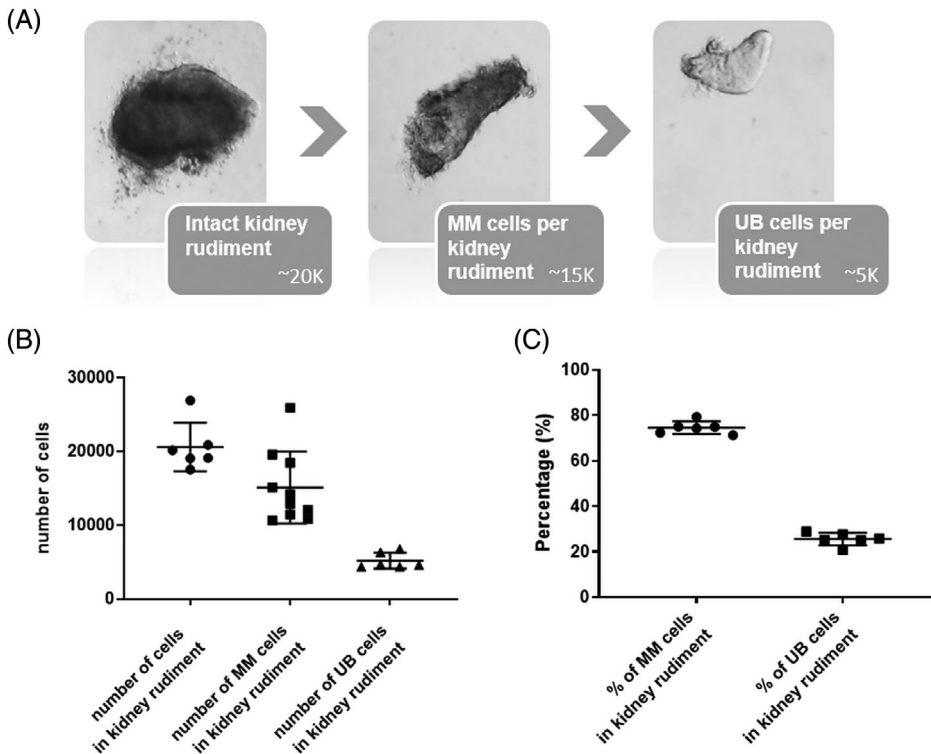 (A)
Intact kidney
rudiment
~20K
MM cells per
kidney
rudiment ~15K
UB cells per
kidney
rudiment ~5K
(B)
number of cells
30000
20000
10000
0
number of cells
in kidney rudiment
number of MM cells
in kidney rudiment
number of UB cells
in kidney rudiment
(C)
Percentage (%)
100
80
60
40
20
0
% of MM cells
in kidney rudiment
% of UB cells
in kidney rudiment